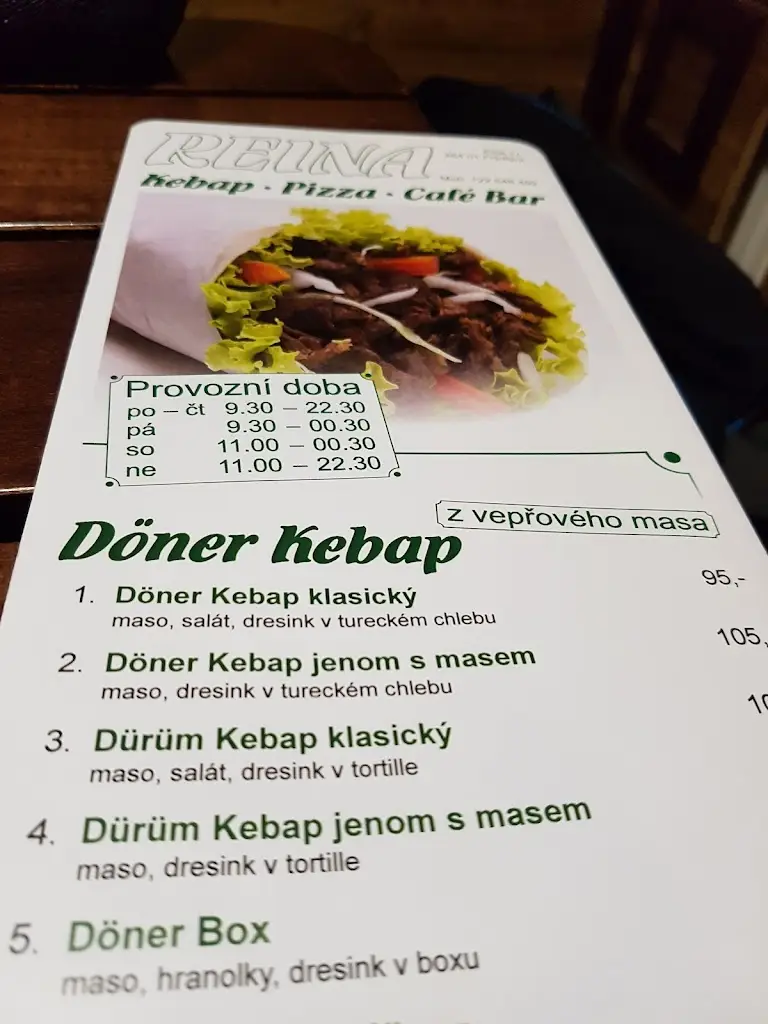 REINA
Kebap · Pizza · Café Bar
Provozní doba
po – čt 9.30 – 22.30
pá 9.30 – 00.30
so 11.00 – 00.30
ne 11.00 – 22.30
z vepřového masa
Döner Kebap
1. Döner Kebap klasický 95,-
maso, salát, dresink v tureckém chlebu
2. Döner Kebap jenom s masem 105,
maso, dresink v tureckém chlebu
3. Dürüm Kebap klasický
maso, salát, dresink v tortille
4. Dürüm Kebap jenom s masem
maso, dresink v tortille
5. Döner Box
maso, hranolky, dresink v boxu